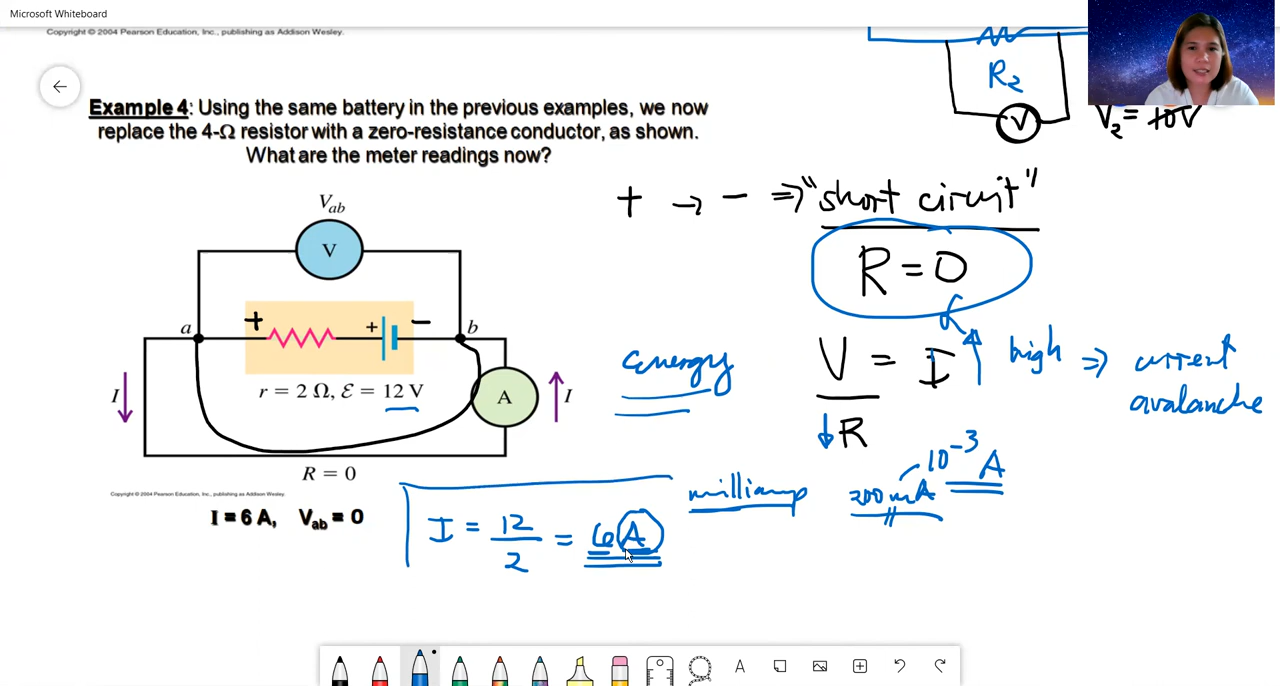 Microsoft Whiteboard
Copyright © 2004 Pearson Education, Inc., publishing as Addison Wesley.
R₂
V
V₂ = 10V
Example 4: Using the same battery in the previous examples, we now
replace the 4-Ω resistor with a zero-resistance conductor, as shown.
What are the meter readings now?
+ → - ⇒ "short circuit"
R = 0
V = I high ⇒ current
avalanche
R
energy
Vab
V
a + + - b
r = 2 Ω, ℰ = 12 V
I A I
R = 0
Copyright © 2004 Pearson Education, Inc., publishing as Addison Wesley.
I = 6 A, Vab = 0
I = 12/2 = 6 A
milliamp 200 mA 10⁻³ A
A